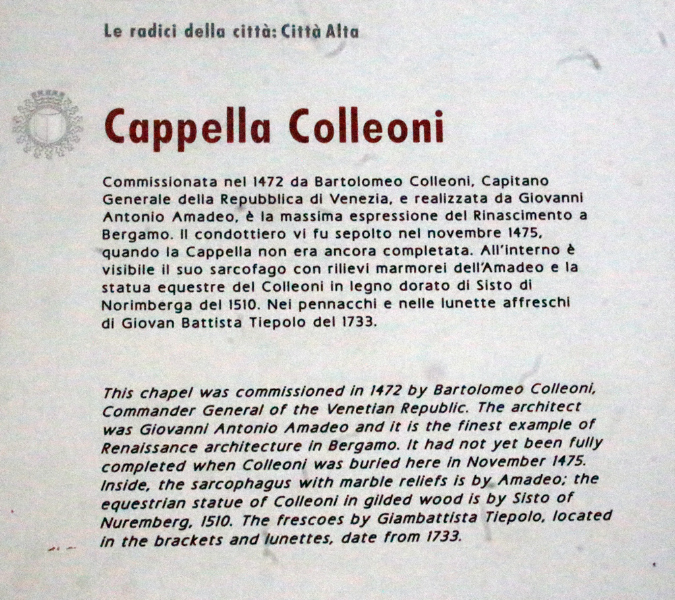 Le radici della città: Città Alta
Cappella Colleoni
Commissionata nel 1472 da Bartolomeo Colleoni, Capitano
Generale della Repubblica di Venezia, e realizzata da Giovanni
Antonio Amadeo, è la massima espressione del Rinascimento a
Bergamo. Il condottiero vi fu sepolto nel novembre 1475,
quando la Cappella non era ancora completata. All'interno è
visibile il suo sarcofago con rilievi marmorei dell'Amadeo e la
statua equestre del Colleoni in legno dorato di Sisto di
Norimberga del 1510. Nei pennacchi e nelle lunette affreschi
di Giovan Battista Tiepolo del 1733.
This chapel was commissioned in 1472 by Bartolomeo Colleoni,
Commander General of the Venetian Republic. The architect
was Giovanni Antonio Amadeo and it is the finest example of
Renaissance architecture in Bergamo. It had not yet been fully
completed when Colleoni was buried here in November 1475.
Inside, the sarcophagus with marble reliefs is by Amadeo; the
equestrian statue of Colleoni in gilded wood is by Sisto of
Nuremberg, 1510. The frescoes by Giambattista Tiepolo, located
in the brackets and lunettes, date from 1733.